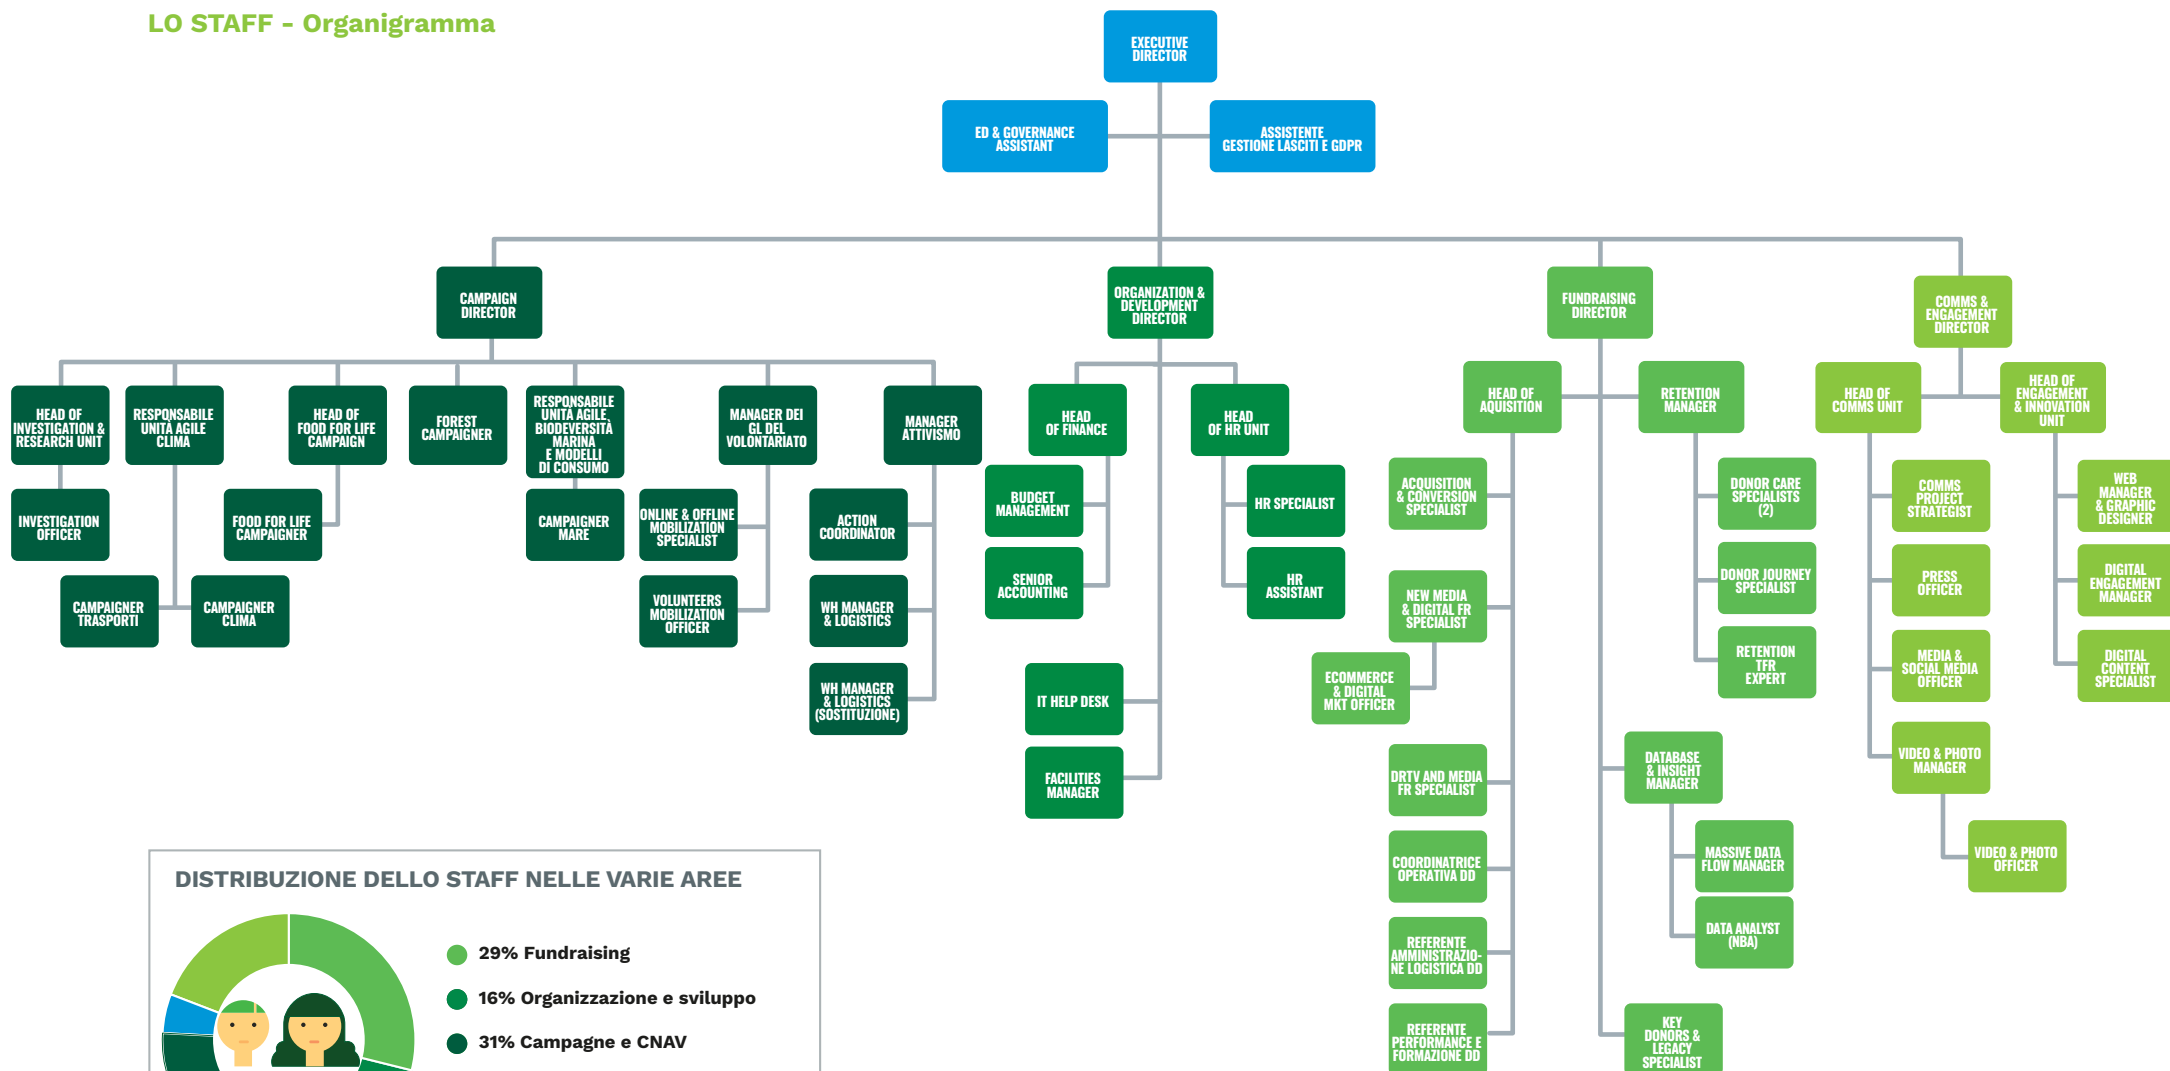 LO STAFF - Organigramma
EXECUTIVE
DIRECTOR
ED & GOVERNANCE
ASSISTANT
ASSISTENTE
GESTIONE LASCITI E GDPR
CAMPAIGN
DIRECTOR
ORGANIZATION &
DEVELOPMENT
DIRECTOR
FUNDRAISING
DIRECTOR
COMMS &
ENGAGEMENT
DIRECTOR
HEAD OF
INVESTIGATION &
RESEARCH UNIT
RESPONSABILE
UNITÀ AGILE
CLIMA
HEAD OF
FOOD FOR LIFE
CAMPAIGN
FOREST
CAMPAIGNER
RESPONSABILE
UNITÀ AGILE
BIODEVERSITÀ
MARINA
E MODELLI
DI CONSUMO
MANAGER DEI
GL DEL
VOLONTARIATO
MANAGER
ATTIVISMO
HEAD
OF FINANCE
HEAD
OF HR UNIT
HEAD OF
AQUISITION
RETENTION
MANAGER
HEAD OF
COMMS UNIT
HEAD OF
ENGAGEMENT
& INNOVATION
UNIT
INVESTIGATION
OFFICER
FOOD FOR LIFE
CAMPAIGNER
CAMPAIGNER
MARE
ONLINE & OFFLINE
MOBILIZATION
SPECIALIST
ACTION
COORDINATOR
BUDGET
MANAGEMENT
HR SPECIALIST
ACQUISITION
& CONVERSION
SPECIALIST
DONOR CARE
SPECIALISTS
(2)
COMMS
PROJECT
STRATEGIST
WEB
MANAGER
& GRAPHIC
DESIGNER
CAMPAIGNER
TRASPORTI
CAMPAIGNER
CLIMA
VOLUNTEERS
MOBILIZATION
OFFICER
WH MANAGER
& LOGISTICS
SENIOR
ACCOUNTING
HR
ASSISTANT
NEW MEDIA
& DIGITAL FR
SPECIALIST
DONOR JOURNEY
SPECIALIST
PRESS
OFFICER
DIGITAL
ENGAGEMENT
MANAGER
WH MANAGER
& LOGISTICS
(SOSTITUZIONE)
IT HELP DESK
ECOMMERCE
& DIGITAL
MKT OFFICER
RETENTION
TFR
EXPERT
MEDIA &
SOCIAL MEDIA
OFFICER
DIGITAL
CONTENT
SPECIALIST
FACILITIES
MANAGER
DRTV AND MEDIA
FR SPECIALIST
DATABASE
& INSIGHT
MANAGER
VIDEO & PHOTO
MANAGER
COORDINATRICE
OPERATIVA DD
MASSIVE DATA
FLOW MANAGER
VIDEO & PHOTO
OFFICER
REFERENTE
AMMINISTRAZIO-
NE LOGISTICA DD
DATA ANALYST
(NBA)
REFERENTE
PERFORMANCE E
FORMAZIONE DD
KEY
DONORS &
LEGACY
SPECIALIST
DISTRIBUZIONE DELLO STAFF NELLE VARIE AREE
29% Fundraising
16% Organizzazione e sviluppo
31% Campagne e CNAV